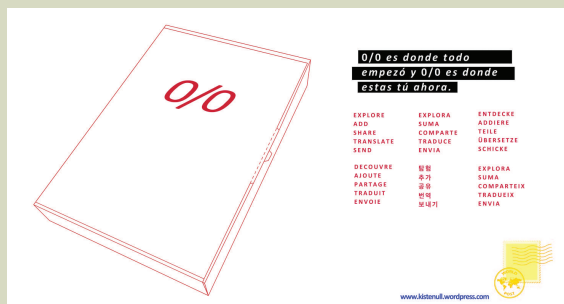 0/0
0/0 es donde todo
empezó y 0/0 es donde
estas tú ahora.
EXPLORE
ADD
SHARE
TRANSLATE
SEND
EXPLORA
SUMA
COMPARTE
TRADUCE
ENVIA
ENTDECKE
ADDIERE
TEILE
ÜBERSETZE
SCHICKE
DECOUVRE
AJOUTE
PARTAGE
TRADUIT
ENVOIE
탐험
추가
공유
번역
보내기
EXPLORA
SUMA
COMPARTEIX
TRADUEIX
ENVIA
www.kistenull.wordpress.com